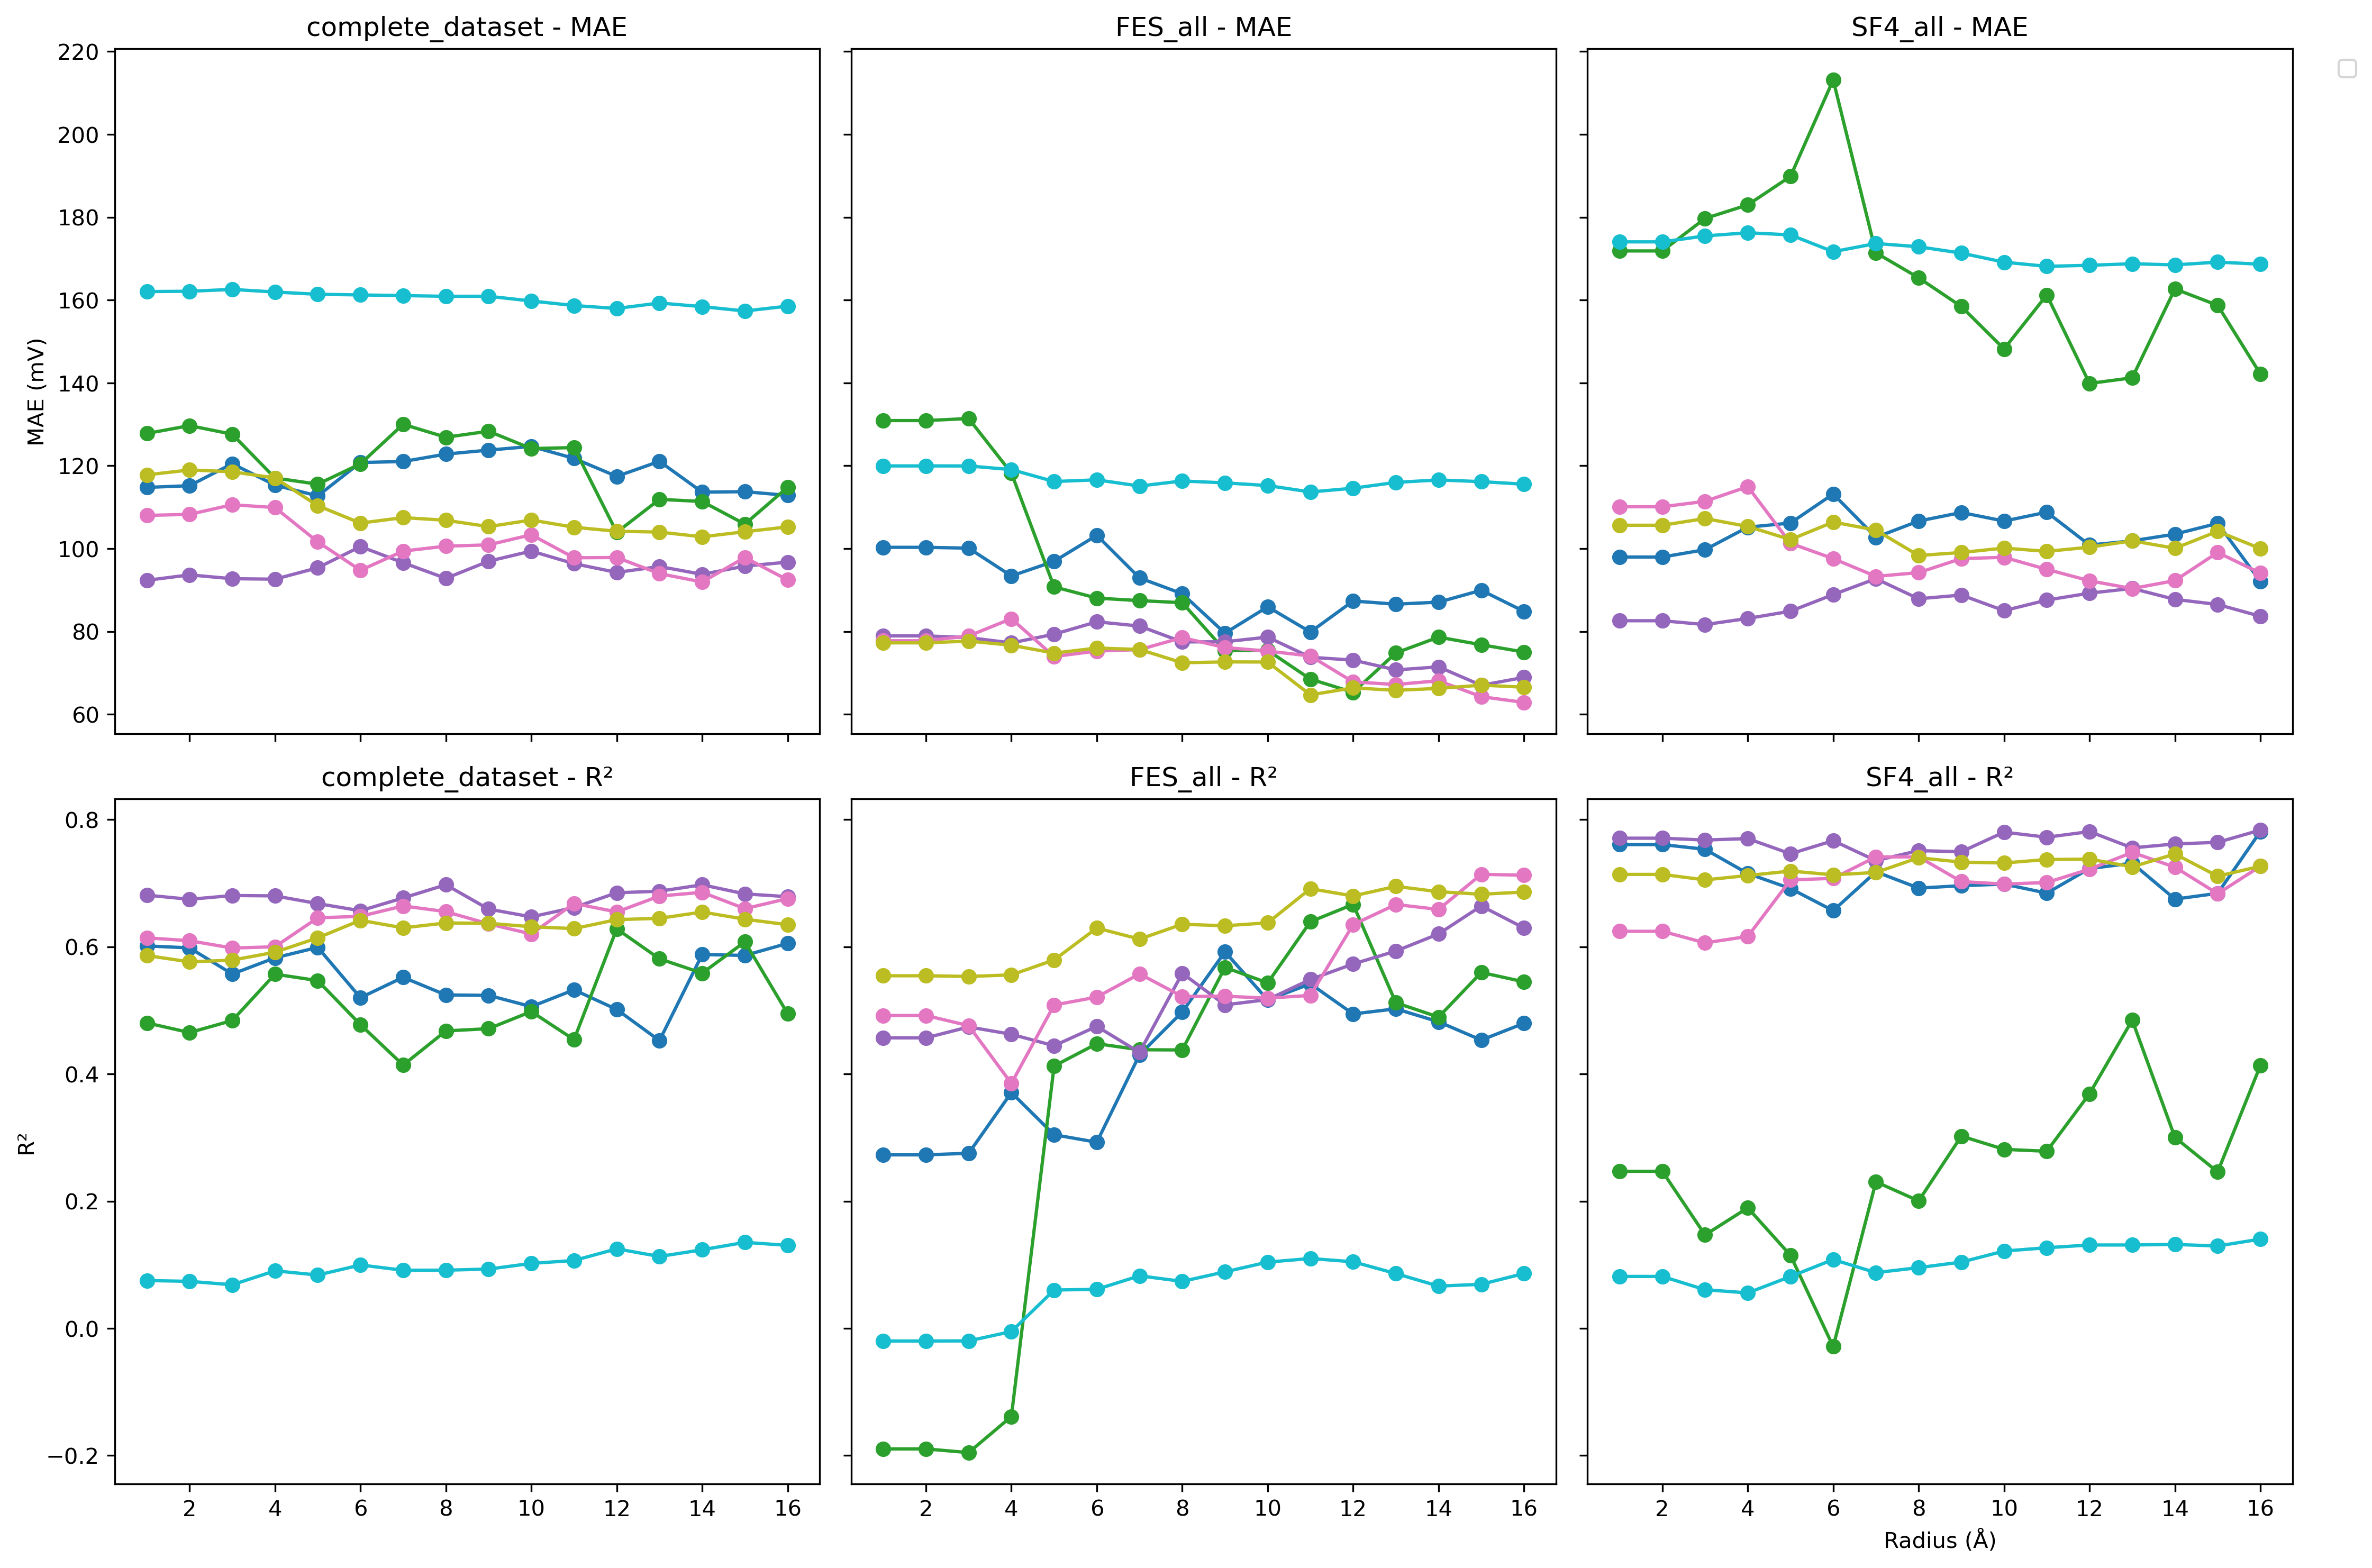 complete_dataset - MAE
FES_all - MAE
SF4_all - MAE
220
200
180
160
140
120
100
80
60
MAE (mV)
complete_dataset - R²
FES_all - R²
SF4_all - R²
0.8
0.6
0.4
0.2
0.0
−0.2
R²
2 4 6 8 10 12 14 16
2 4 6 8 10 12 14 16
2 4 6 8 10 12 14 16
Radius (Å)